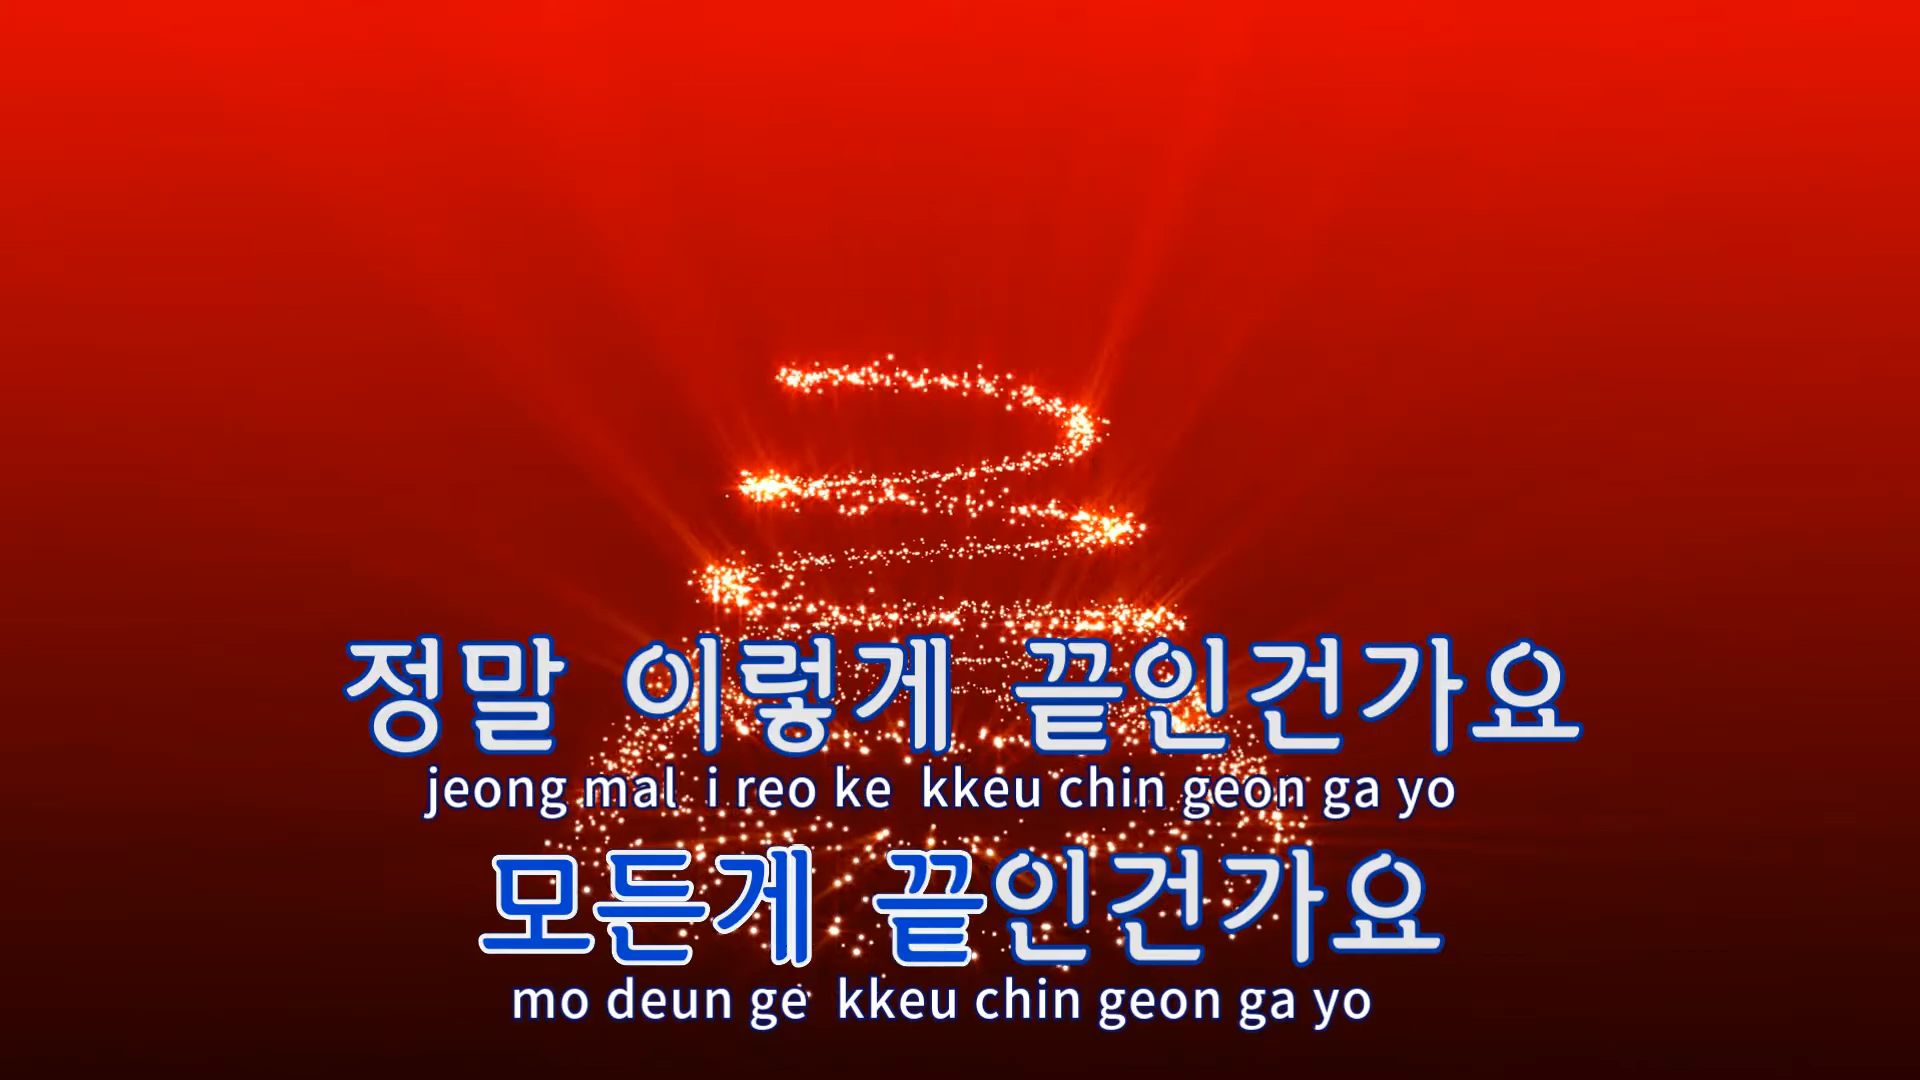 정말 이렇게 끝인건가요
jeong mal i reo ke kkeu chin geon ga yo
모든게 끝인건가요
mo deun ge kkeu chin geon ga yo